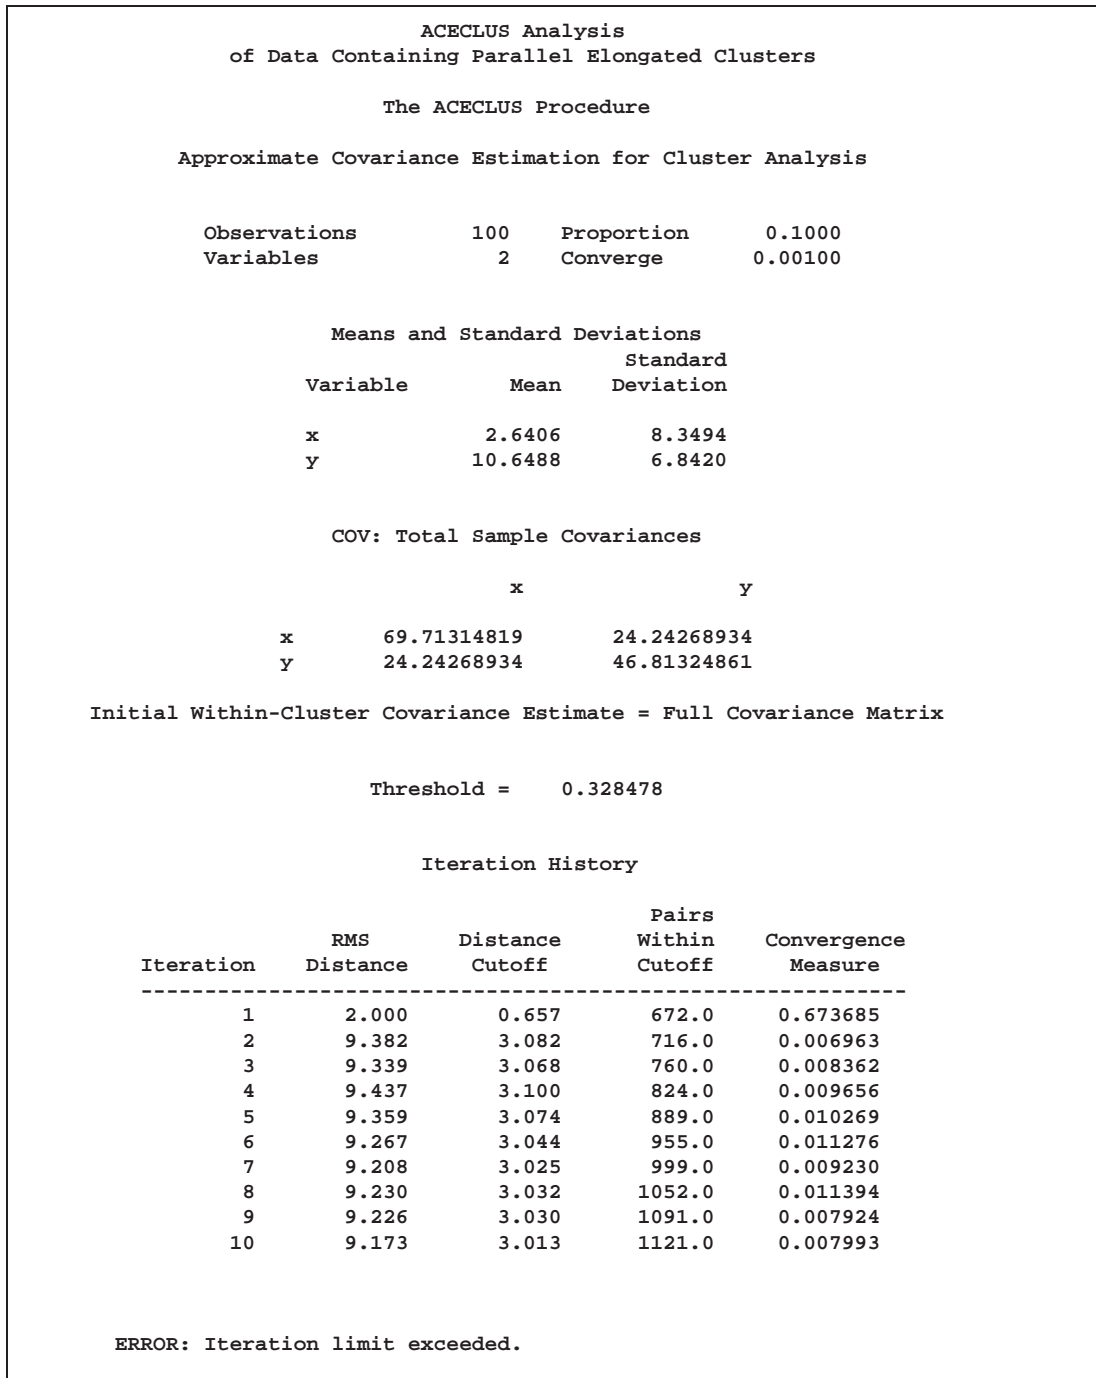 ACECLUS Analysis
of Data Containing Parallel Elongated Clusters
The ACECLUS Procedure
Approximate Covariance Estimation for Cluster Analysis
Observations 100 Proportion 0.1000
Variables 2 Converge 0.00100
Means and Standard Deviations
Standard
Variable Mean Deviation
x 2.6406 8.3494
y 10.6488 6.8420
COV: Total Sample Covariances
x y
x 69.71314819 24.24268934
y 24.24268934 46.81324861
Initial Within-Cluster Covariance Estimate = Full Covariance Matrix
Threshold = 0.328478
Iteration History
Pairs
RMS Distance Within Convergence
Iteration Distance Cutoff Cutoff Measure
------------------------------------------------------------
1 2.000 0.657 672.0 0.673685
2 9.382 3.082 716.0 0.006963
3 9.339 3.068 760.0 0.008362
4 9.437 3.100 824.0 0.009656
5 9.359 3.074 889.0 0.010269
6 9.267 3.044 955.0 0.011276
7 9.208 3.025 999.0 0.009230
8 9.230 3.032 1052.0 0.011394
9 9.226 3.030 1091.0 0.007924
10 9.173 3.013 1121.0 0.007993
ERROR: Iteration limit exceeded.